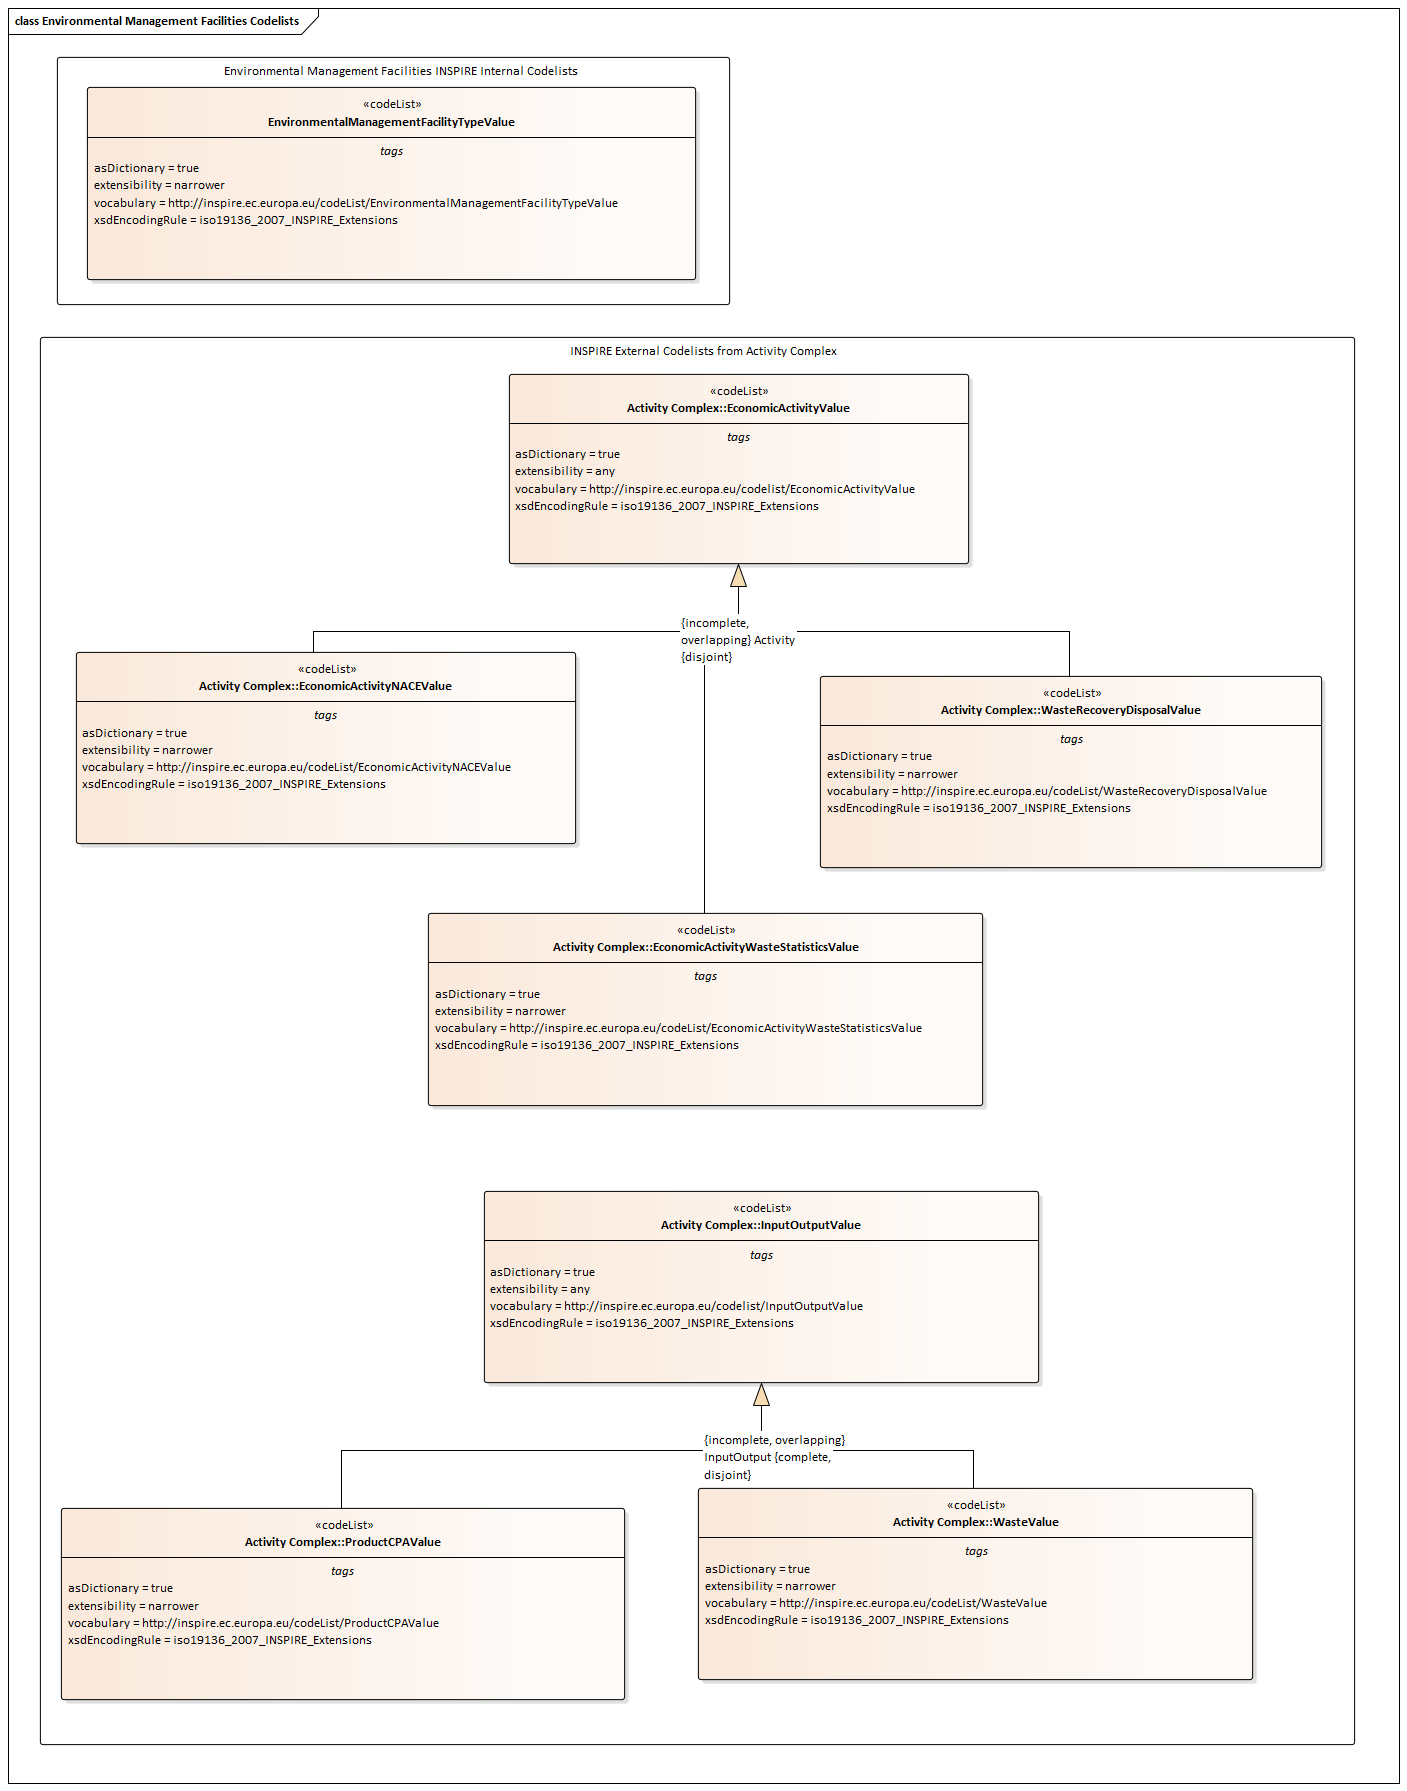 class Environmental Management Facilities Codelists
Environmental Management Facilities INSPIRE Internal Codelists
«codeList»
EnvironmentalManagementFacilityTypeValue
tags
asDictionary = true
extensibility = narrower
vocabulary = http://inspire.ec.europa.eu/codeList/EnvironmentalManagementFacilityTypeValue
xsdEncodingRule = iso19136_2007_INSPIRE_Extensions
INSPIRE External Codelists from Activity Complex
«codeList»
Activity Complex::EconomicActivityValue
tags
asDictionary = true
extensibility = any
vocabulary = http://inspire.ec.europa.eu/codelist/EconomicActivityValue
xsdEncodingRule = iso19136_2007_INSPIRE_Extensions
{incomplete,
overlapping} Activity
{disjoint}
«codeList»
Activity Complex::EconomicActivityNACEValue
tags
asDictionary = true
extensibility = narrower
vocabulary = http://inspire.ec.europa.eu/codeList/EconomicActivityNACEValue
xsdEncodingRule = iso19136_2007_INSPIRE_Extensions
«codeList»
Activity Complex::WasteRecoveryDisposalValue
tags
asDictionary = true
extensibility = narrower
vocabulary = http://inspire.ec.europa.eu/codeList/WasteRecoveryDisposalValue
xsdEncodingRule = iso19136_2007_INSPIRE_Extensions
«codeList»
Activity Complex::EconomicActivityWasteStatisticsValue
tags
asDictionary = true
extensibility = narrower
vocabulary = http://inspire.ec.europa.eu/codeList/EconomicActivityWasteStatisticsValue
xsdEncodingRule = iso19136_2007_INSPIRE_Extensions
«codeList»
Activity Complex::InputOutputValue
tags
asDictionary = true
extensibility = any
vocabulary = http://inspire.ec.europa.eu/codelist/InputOutputValue
xsdEncodingRule = iso19136_2007_INSPIRE_Extensions
{incomplete, overlapping}
InputOutput {complete,
disjoint}
«codeList»
Activity Complex::ProductCPAValue
tags
asDictionary = true
extensibility = narrower
vocabulary = http://inspire.ec.europa.eu/codeList/ProductCPAValue
xsdEncodingRule = iso19136_2007_INSPIRE_Extensions
«codeList»
Activity Complex::WasteValue
tags
asDictionary = true
extensibility = narrower
vocabulary = http://inspire.ec.europa.eu/codeList/WasteValue
xsdEncodingRule = iso19136_2007_INSPIRE_Extensions